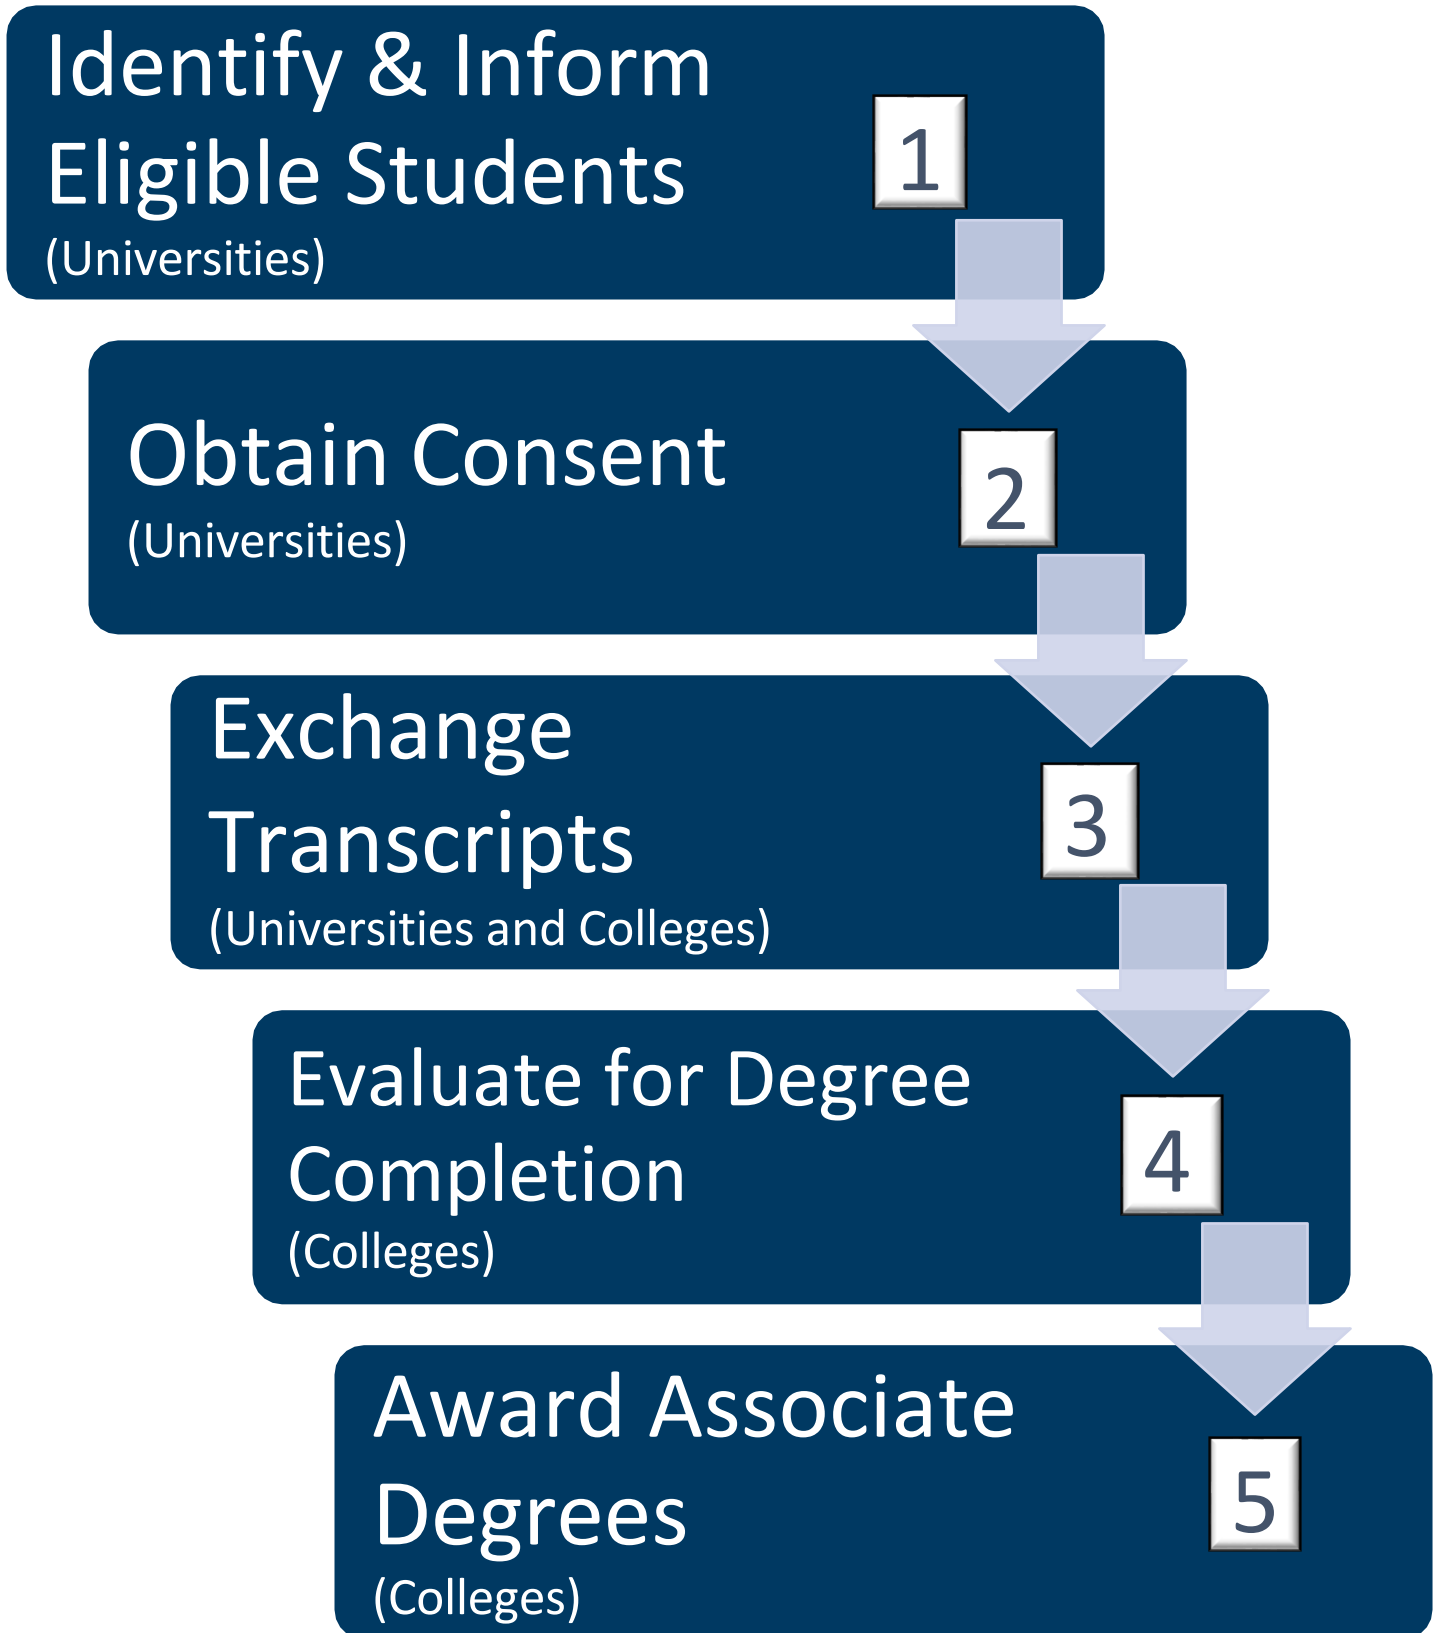 Identify & Inform
Eligible Students
(Universities)
1
Obtain Consent
(Universities)
2
Exchange
Transcripts
(Universities and Colleges)
3
Evaluate for Degree
Completion
(Colleges)
4
Award Associate
Degrees
(Colleges)
5